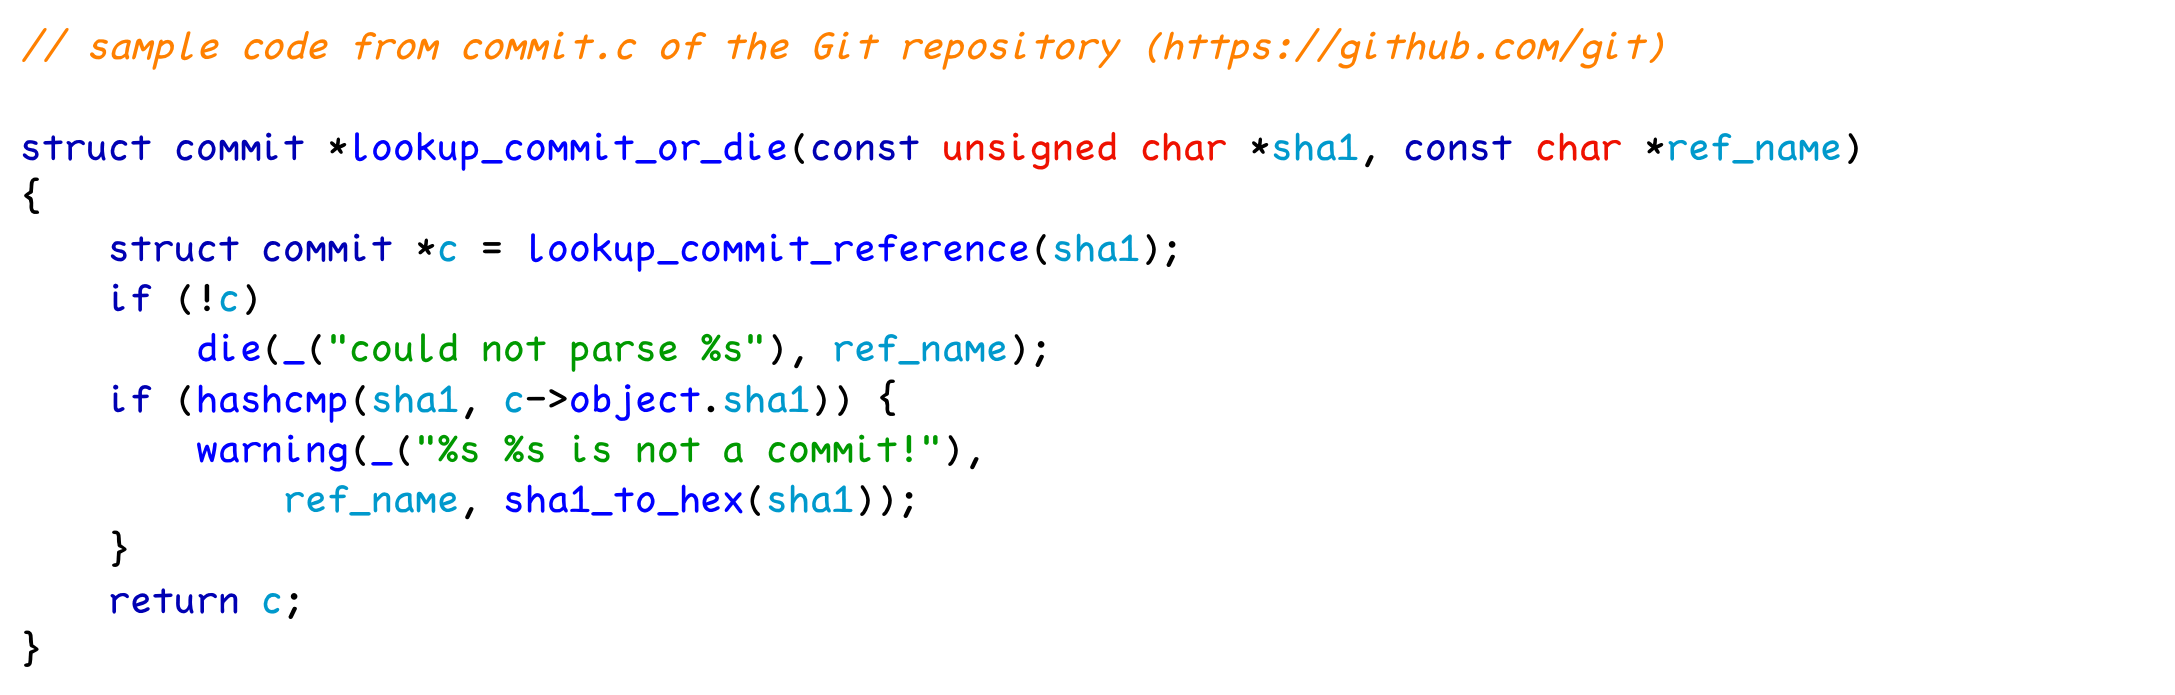 // sample code from commit.c of the Git repository (https://github.com/git)

struct commit *lookup_commit_or_die(const unsigned char *sha1, const char *ref_name)
{
    struct commit *c = lookup_commit_reference(sha1);
    if (!c)
        die(_("could not parse %s"), ref_name);
    if (hashcmp(sha1, c->object.sha1)) {
        warning(_("%s %s is not a commit!"),
            ref_name, sha1_to_hex(sha1));
    }
    return c;
}